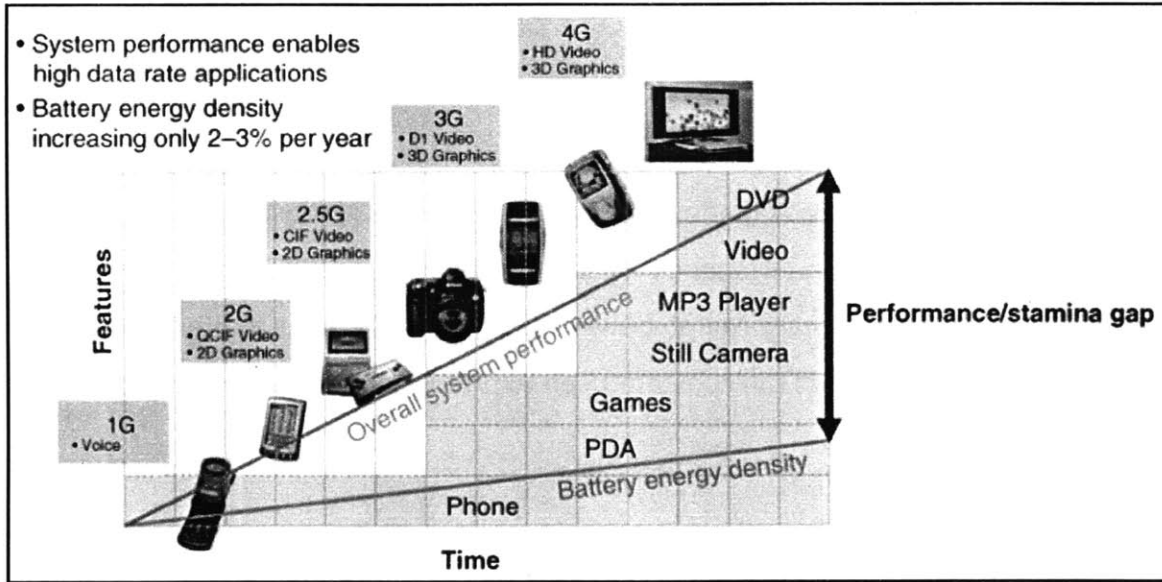 • System performance enables
high data rate applications
• Battery energy density
increasing only 2–3% per year
4G
• HD Video
• 3D Graphics
3G
• D1 Video
• 3D Graphics
2.5G
• CIF Video
• 2D Graphics
2G
• QCIF Video
• 2D Graphics
1G
• Voice
Features
Overall system performance
DVD
Video
MP3 Player
Still Camera
Games
PDA
Battery energy density
Phone
Performance/stamina gap
Time